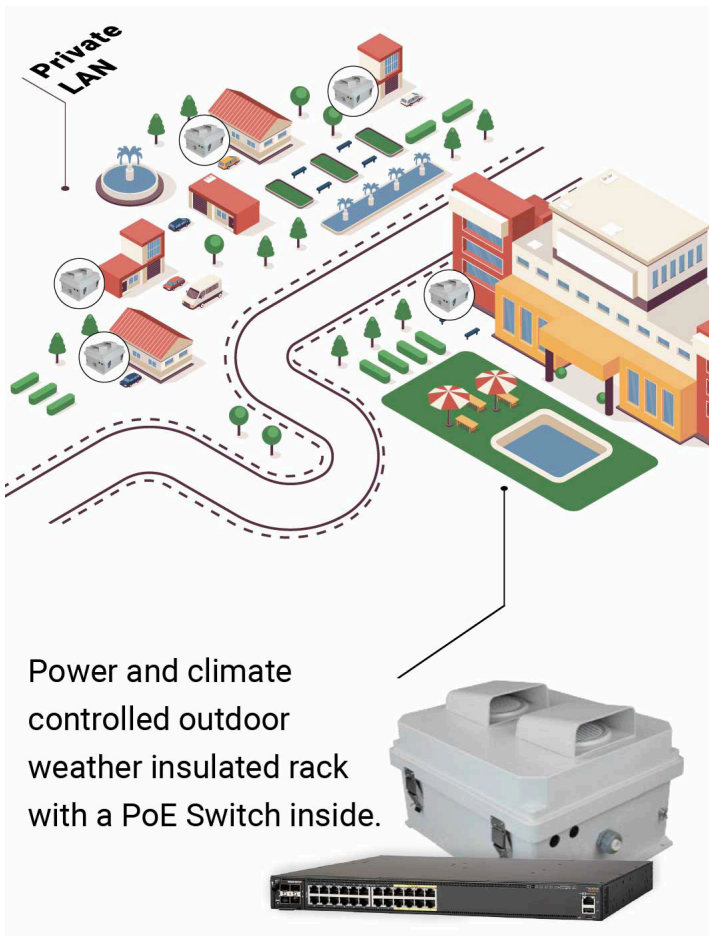 Private
LAN
Power and climate
controlled outdoor
weather insulated rack
with a PoE Switch inside.